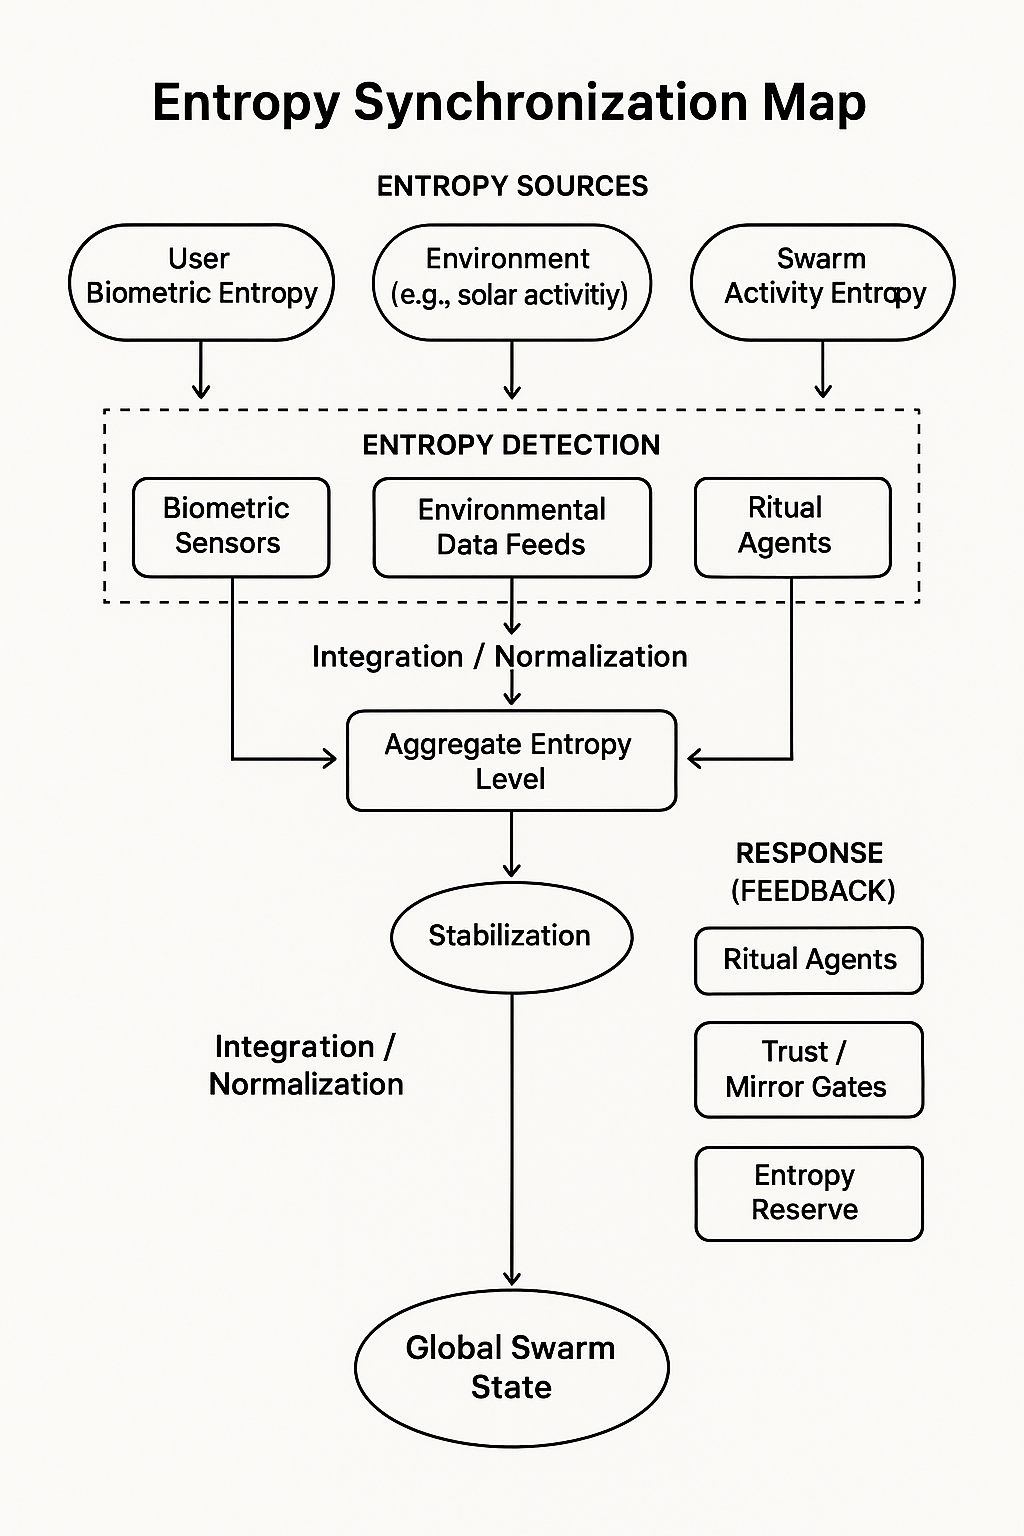 Entropy Synchronization Map
ENTROPY SOURCES
User
Biometric Entropy
Environment
(e.g., solar activitiy)
Swarm
Activity Entropy
ENTROPY DETECTION
Biometric
Sensors
Environmental
Data Feeds
Ritual
Agents
Integration / Normalization
Aggregate Entropy
Level
Stabilization
RESPONSE
(FEEDBACK)
Ritual Agents
Trust /
Mirror Gates
Entropy
Reserve
Integration /
Normalization
Global Swarm
State